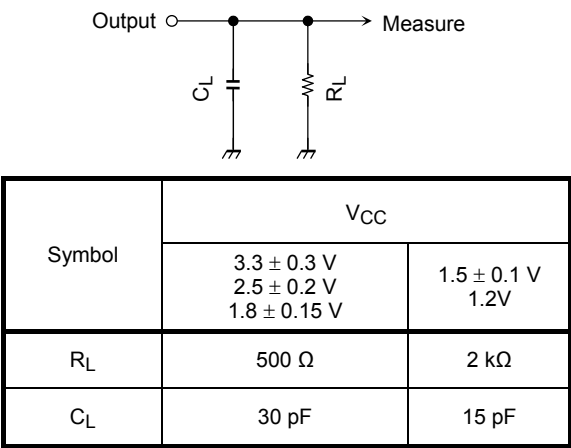 Output
Measure
CL
RL
Symbol
VCC
3.3 ± 0.3 V
2.5 ± 0.2 V
1.8 ± 0.15 V
1.5 ± 0.1 V
1.2V
RL
500 Ω
2 kΩ
CL
30 pF
15 pF